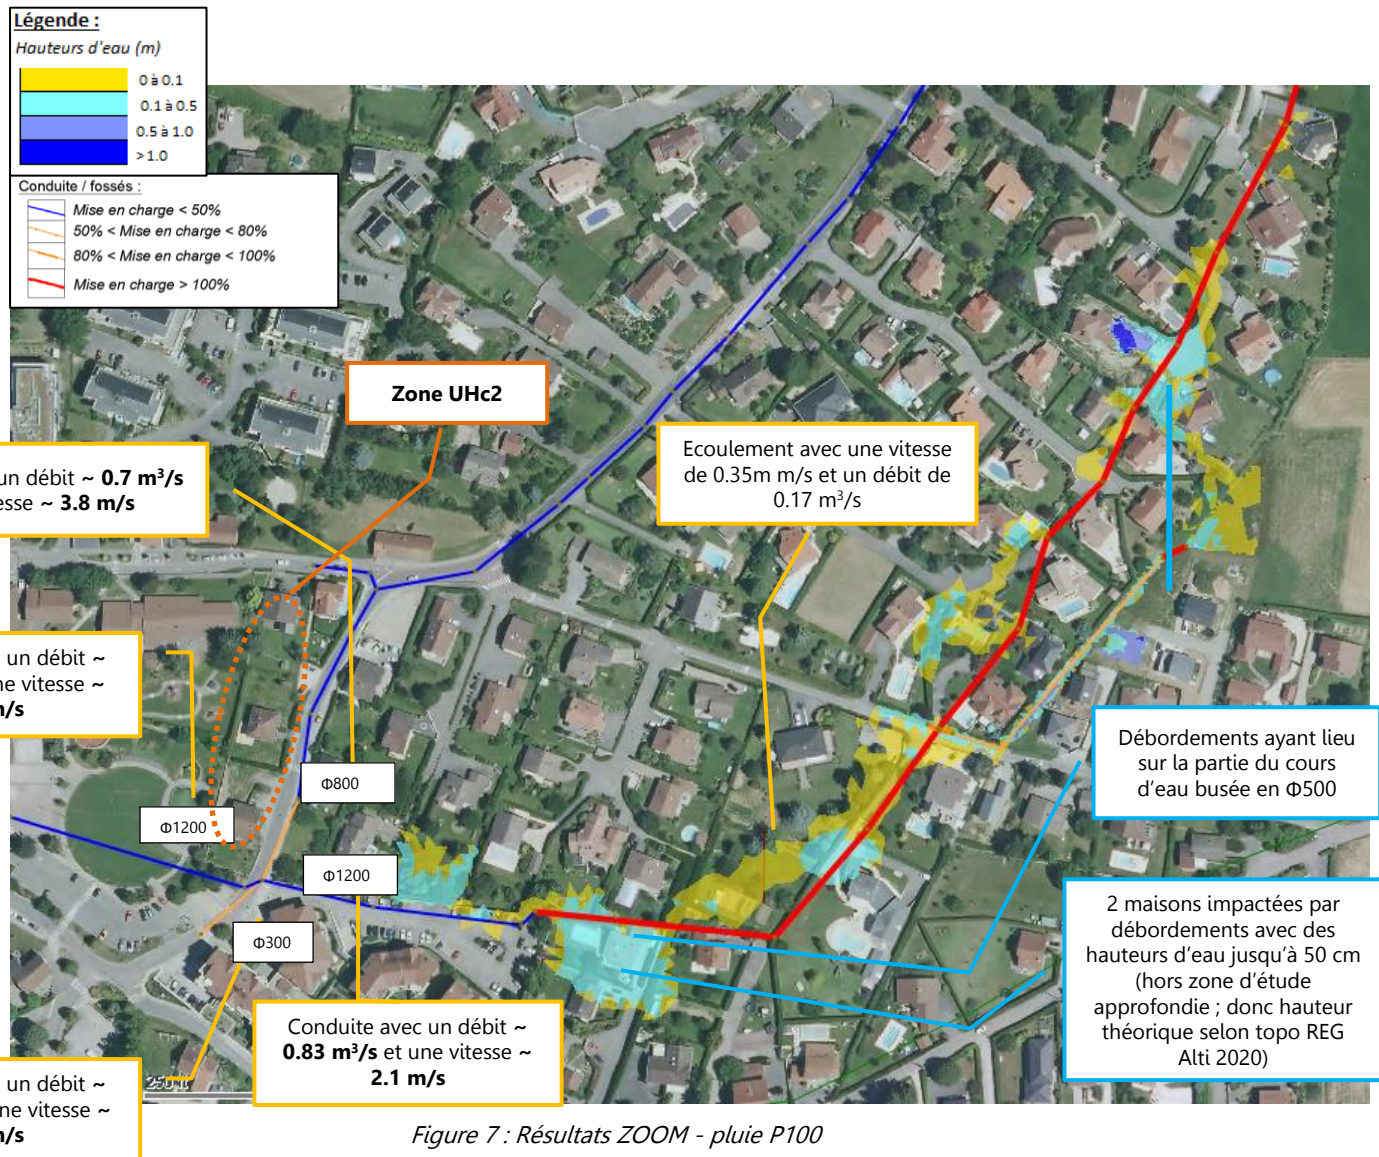 Légende :
Hauteurs d'eau (m)
0 à 0.1
0.1 à 0.5
0.5 à 1.0
> 1.0
Conduite / fossés :
Mise en charge < 50%
50% < Mise en charge < 80%
80% < Mise en charge < 100%
Mise en charge > 100%
Zone UHc2
un débit ~ 0.7 m³/s
esse ~ 3.8 m/s
Ecoulement avec une vitesse
de 0.35m m/s et un débit de
0.17 m³/s
un débit ~
ne vitesse ~
m/s
Φ800
Φ1200
Φ1200
Φ300
Débordements ayant lieu
sur la partie du cours
d'eau busée en Φ500
2 maisons impactées par
débordements avec des
hauteurs d'eau jusqu'à 50 cm
(hors zone d'étude
approfondie ; donc hauteur
théorique selon topo REG
Alti 2020)
Conduite avec un débit ~
0.83 m³/s et une vitesse ~
2.1 m/s
un débit ~
ne vitesse ~
m/s
250 m
Figure 7 : Résultats ZOOM - pluie P100